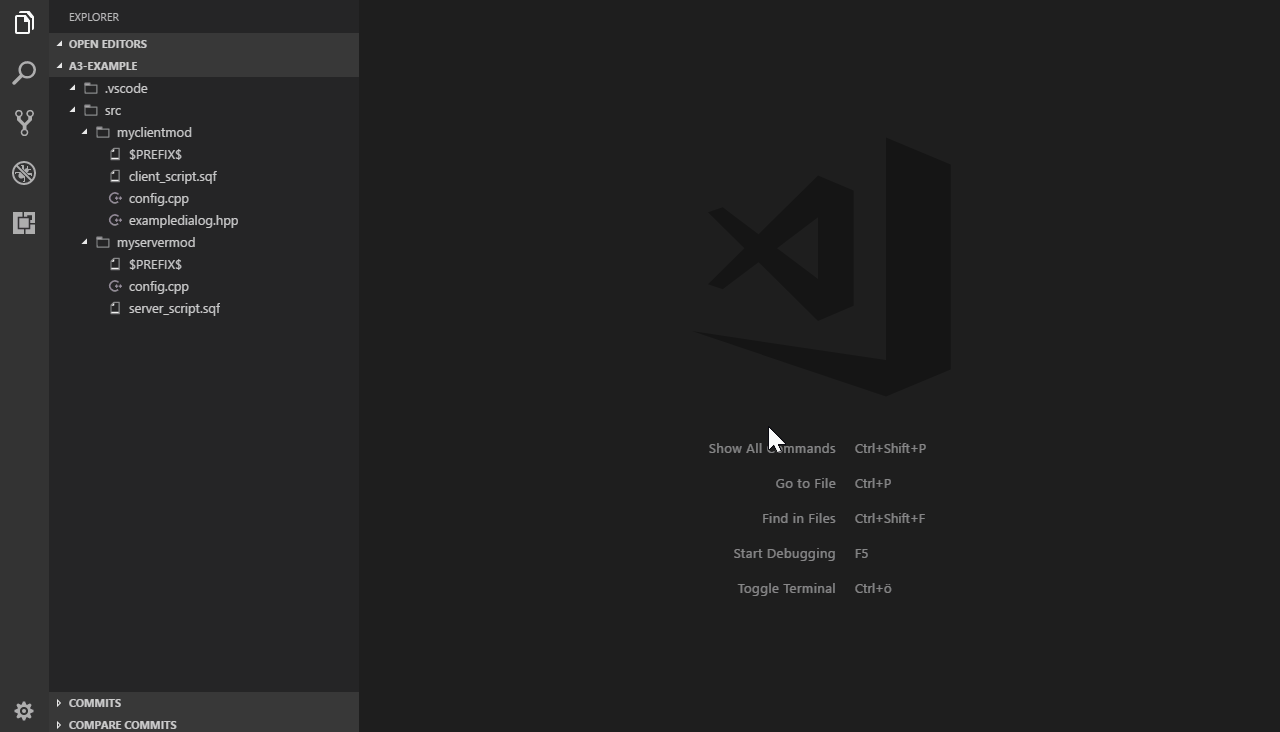 EXPLORER
OPEN EDITORS
A3-EXAMPLE
.vscode
src
myclientmod
$PREFIX$
client_script.sqf
config.cpp
exampledialog.hpp
myservermod
$PREFIX$
config.cpp
server_script.sqf
COMMITS
COMPARE COMMITS
Show All Commands Ctrl+Shift+P
Go to File Ctrl+P
Find in Files Ctrl+Shift+F
Start Debugging F5
Toggle Terminal Ctrl+ö